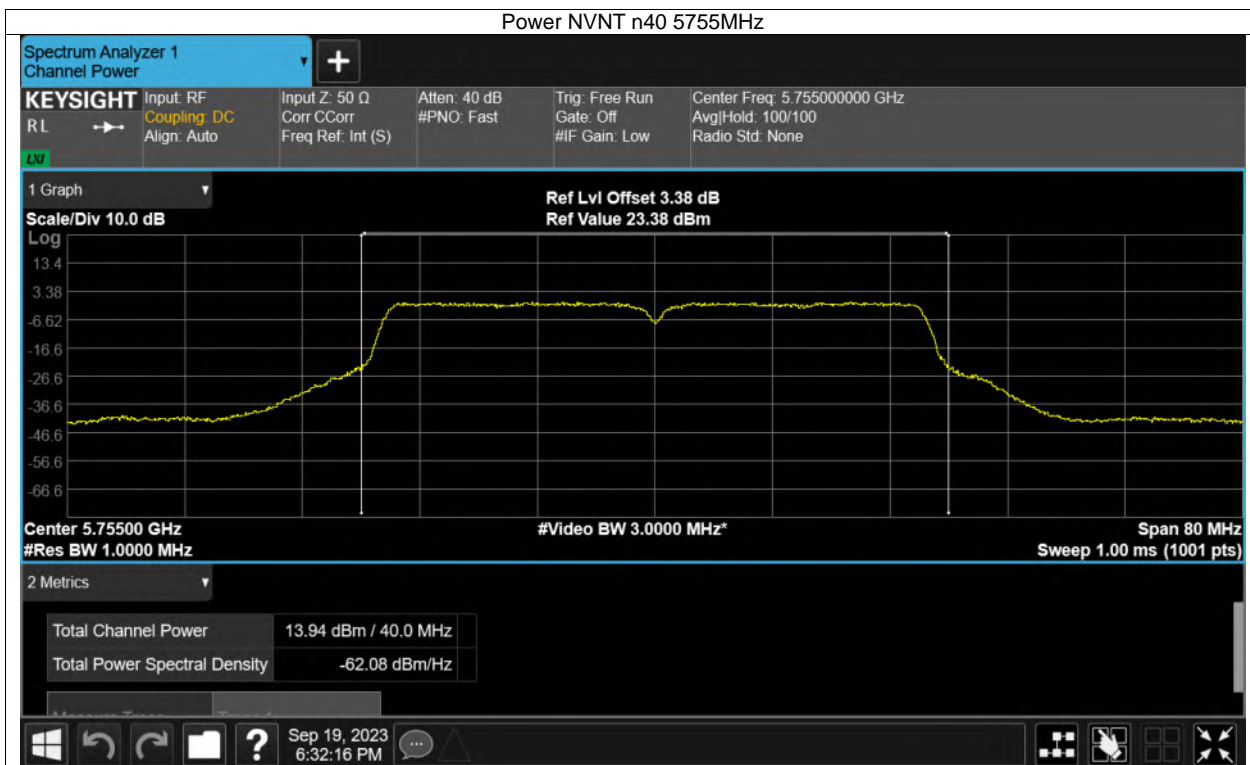 Power NVNT n40 5755MHz
Spectrum Analyzer 1
Channel Power
+
KEYSIGHT Input: RF Input Z: 50 Ω Atten: 40 dB Trig: Free Run Center Freq: 5.755000000 GHz
RL Coupling: DC Corr CCorr #PNO: Fast Gate: Off Avg|Hold: 100/100
Align: Auto Freq Ref: Int (S) #IF Gain: Low Radio Std: None
LXI
1 Graph
Ref Lvl Offset 3.38 dB
Scale/Div 10.0 dB Ref Value 23.38 dBm
Log
13.4
3.38
-6.62
-16.6
-26.6
-36.6
-46.6
-56.6
-66.6
Center 5.75500 GHz #Video BW 3.0000 MHz* Span 80 MHz
#Res BW 1.0000 MHz Sweep 1.00 ms (1001 pts)
2 Metrics
Total Channel Power 13.94 dBm / 40.0 MHz
Total Power Spectral Density -62.08 dBm/Hz
? Sep 19, 2023
6:32:16 PM